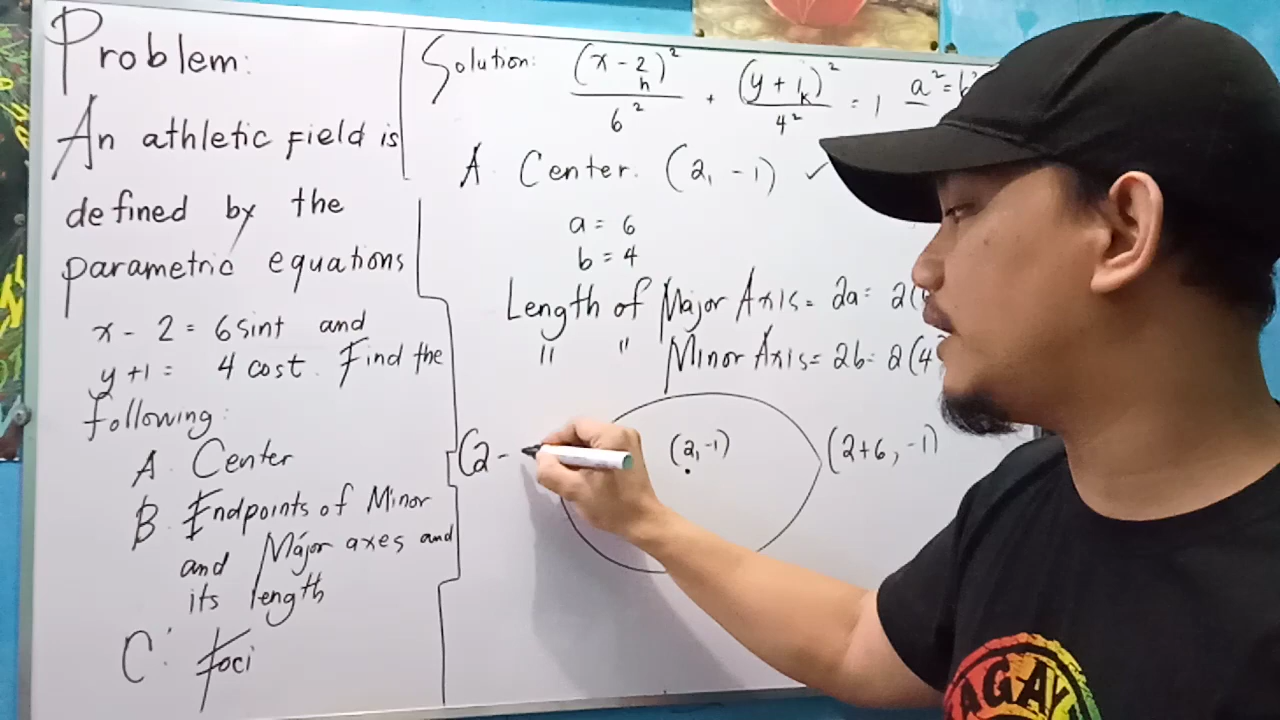 Problem:
An athletic field is
defined by the
parametric equations
x - 2 = 6 sint and
y + 1 = 4 cost. Find the
following:
A. Center
B. Endpoints of Minor
and Major axes and
its length
C. Foci
Solution: (x - 2)² / 6² + (y + 1)² / 4² = 1 a² = b²
h k
A. Center. (2, -1) ✓
a = 6
b = 4
Length of Major Axis = 2a = 2(
" " Minor Axis = 2b = 2(4
(2, -1)
(2+6, -1)
(2 -
AGAY